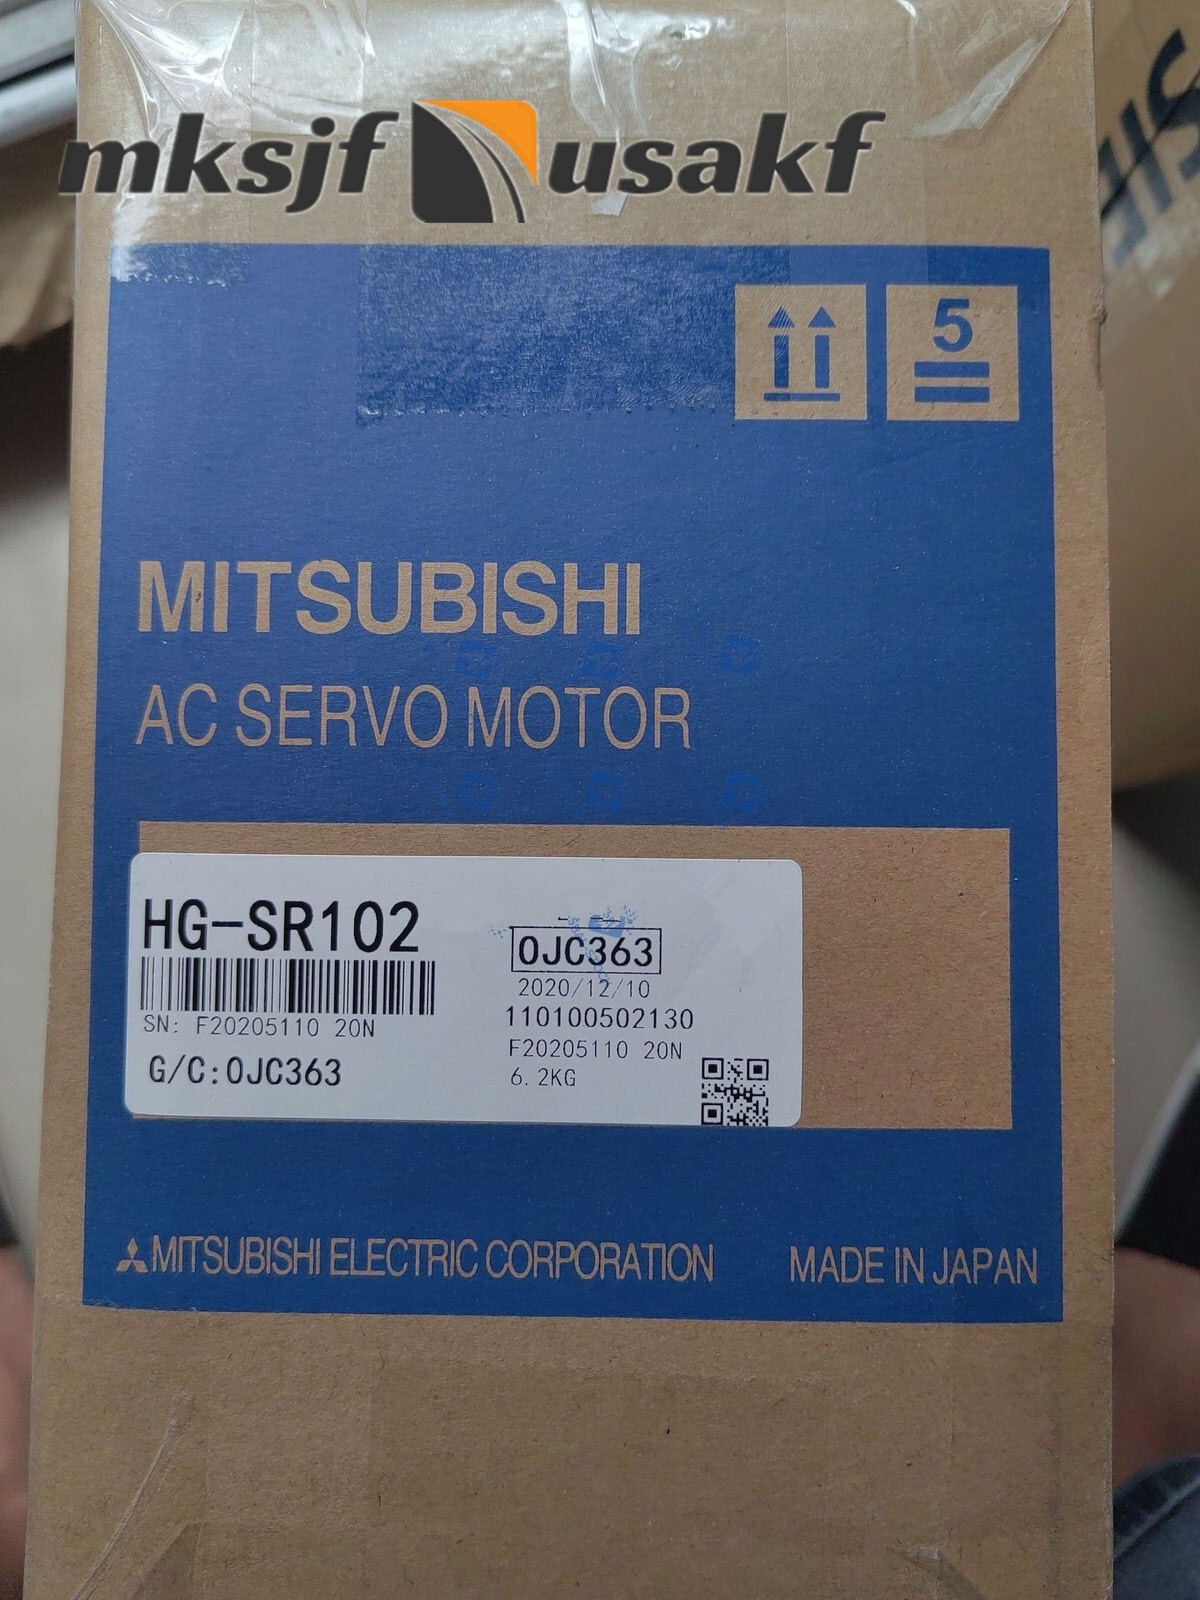 mksjf usakf
SH
5
MITSUBISHI
AC SERVO MOTOR
HG-SR102
SN: F20205110 20N
G/C:0JC363
0JC363
2020/12/10
110100502130
F20205110 20N
6.2KG
MITSUBISHI ELECTRIC CORPORATION
MADE IN JAPAN